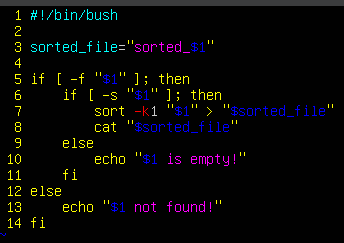 1 #!/bin/bush
2
3 sorted_file="sorted_$1"
4
5 if [ -f "$1" ]; then
6     if [ -s "$1" ]; then
7         sort -k1 "$1" > "$sorted_file"
8         cat "$sorted_file"
9     else
10         echo "$1 is empty!"
11     fi
12 else
13     echo "$1 not found!"
14 fi
~